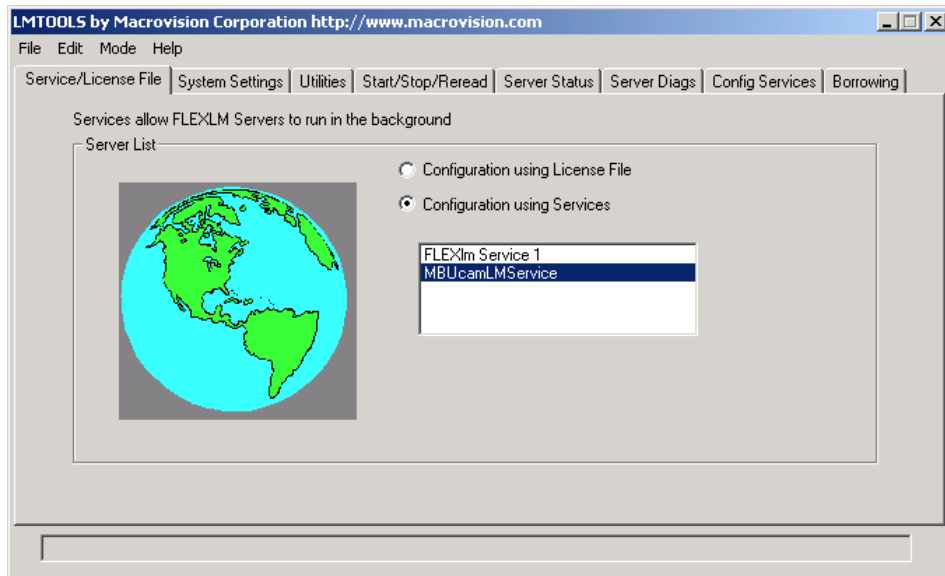 LMTOOLS by Macrovision Corporation http://www.macrovision.com
File Edit Mode Help
Service/License File System Settings Utilities Start/Stop/Reread Server Status Server Diags Config Services Borrowing
Services allow FLEXLM Servers to run in the background
Server List
Configuration using License File
Configuration using Services
FLEXlm Service 1
MBUcamLMService